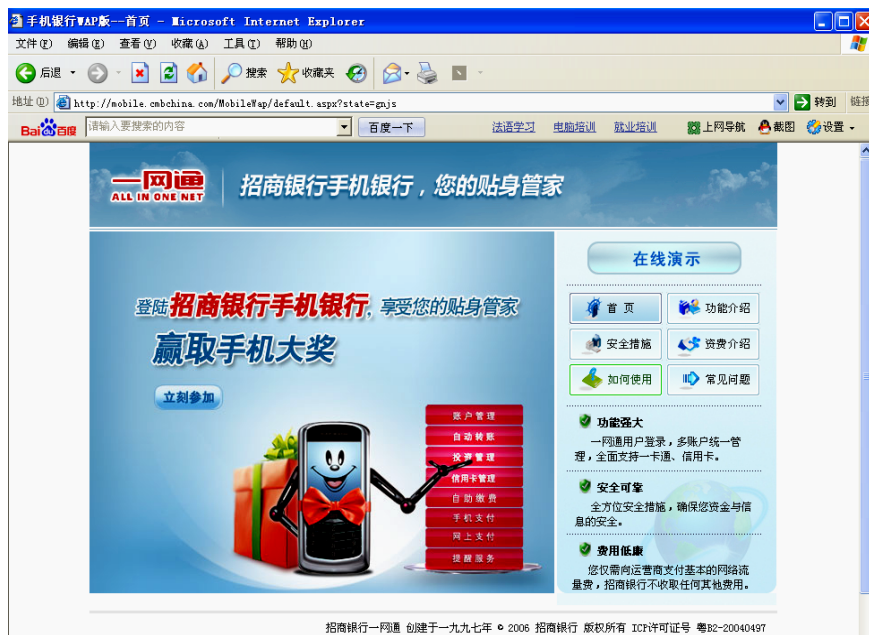 手机银行WAP版--首页 - Microsoft Internet Explorer
文件(F) 编辑(E) 查看(V) 收藏(A) 工具(T) 帮助(H)
后退 搜索 收藏夹
地址(D) http://mobile.cmbchina.com/MobileWap/default.aspx?state=gnjs 转到 链接
Bai百度 请输入要搜索的内容 百度一下 法语学习 电脑培训 就业培训 上网导航 截图 设置
一网通
ALL IN ONE NET
招商银行手机银行，您的贴身管家
登陆招商银行手机银行，享受您的贴身管家
赢取手机大奖
立刻参加
账户管理
自动转账
投资管理
信用卡管理
自助缴费
手机支付
网上支付
提醒服务
在线演示
首页 功能介绍
安全措施 资费介绍
如何使用 常见问题
功能强大
一网通用户登录，多账户统一管
理，全面支持一卡通、信用卡。
安全可靠
全方位安全措施，确保您资金与信
息的安全。
费用低廉
您仅需向运营商支付基本的网络流
量费，招商银行不收取任何其他费用。
招商银行一网通 创建于一九九七年 © 2006 招商银行 版权所有 ICP许可证号 粤B2-20040497